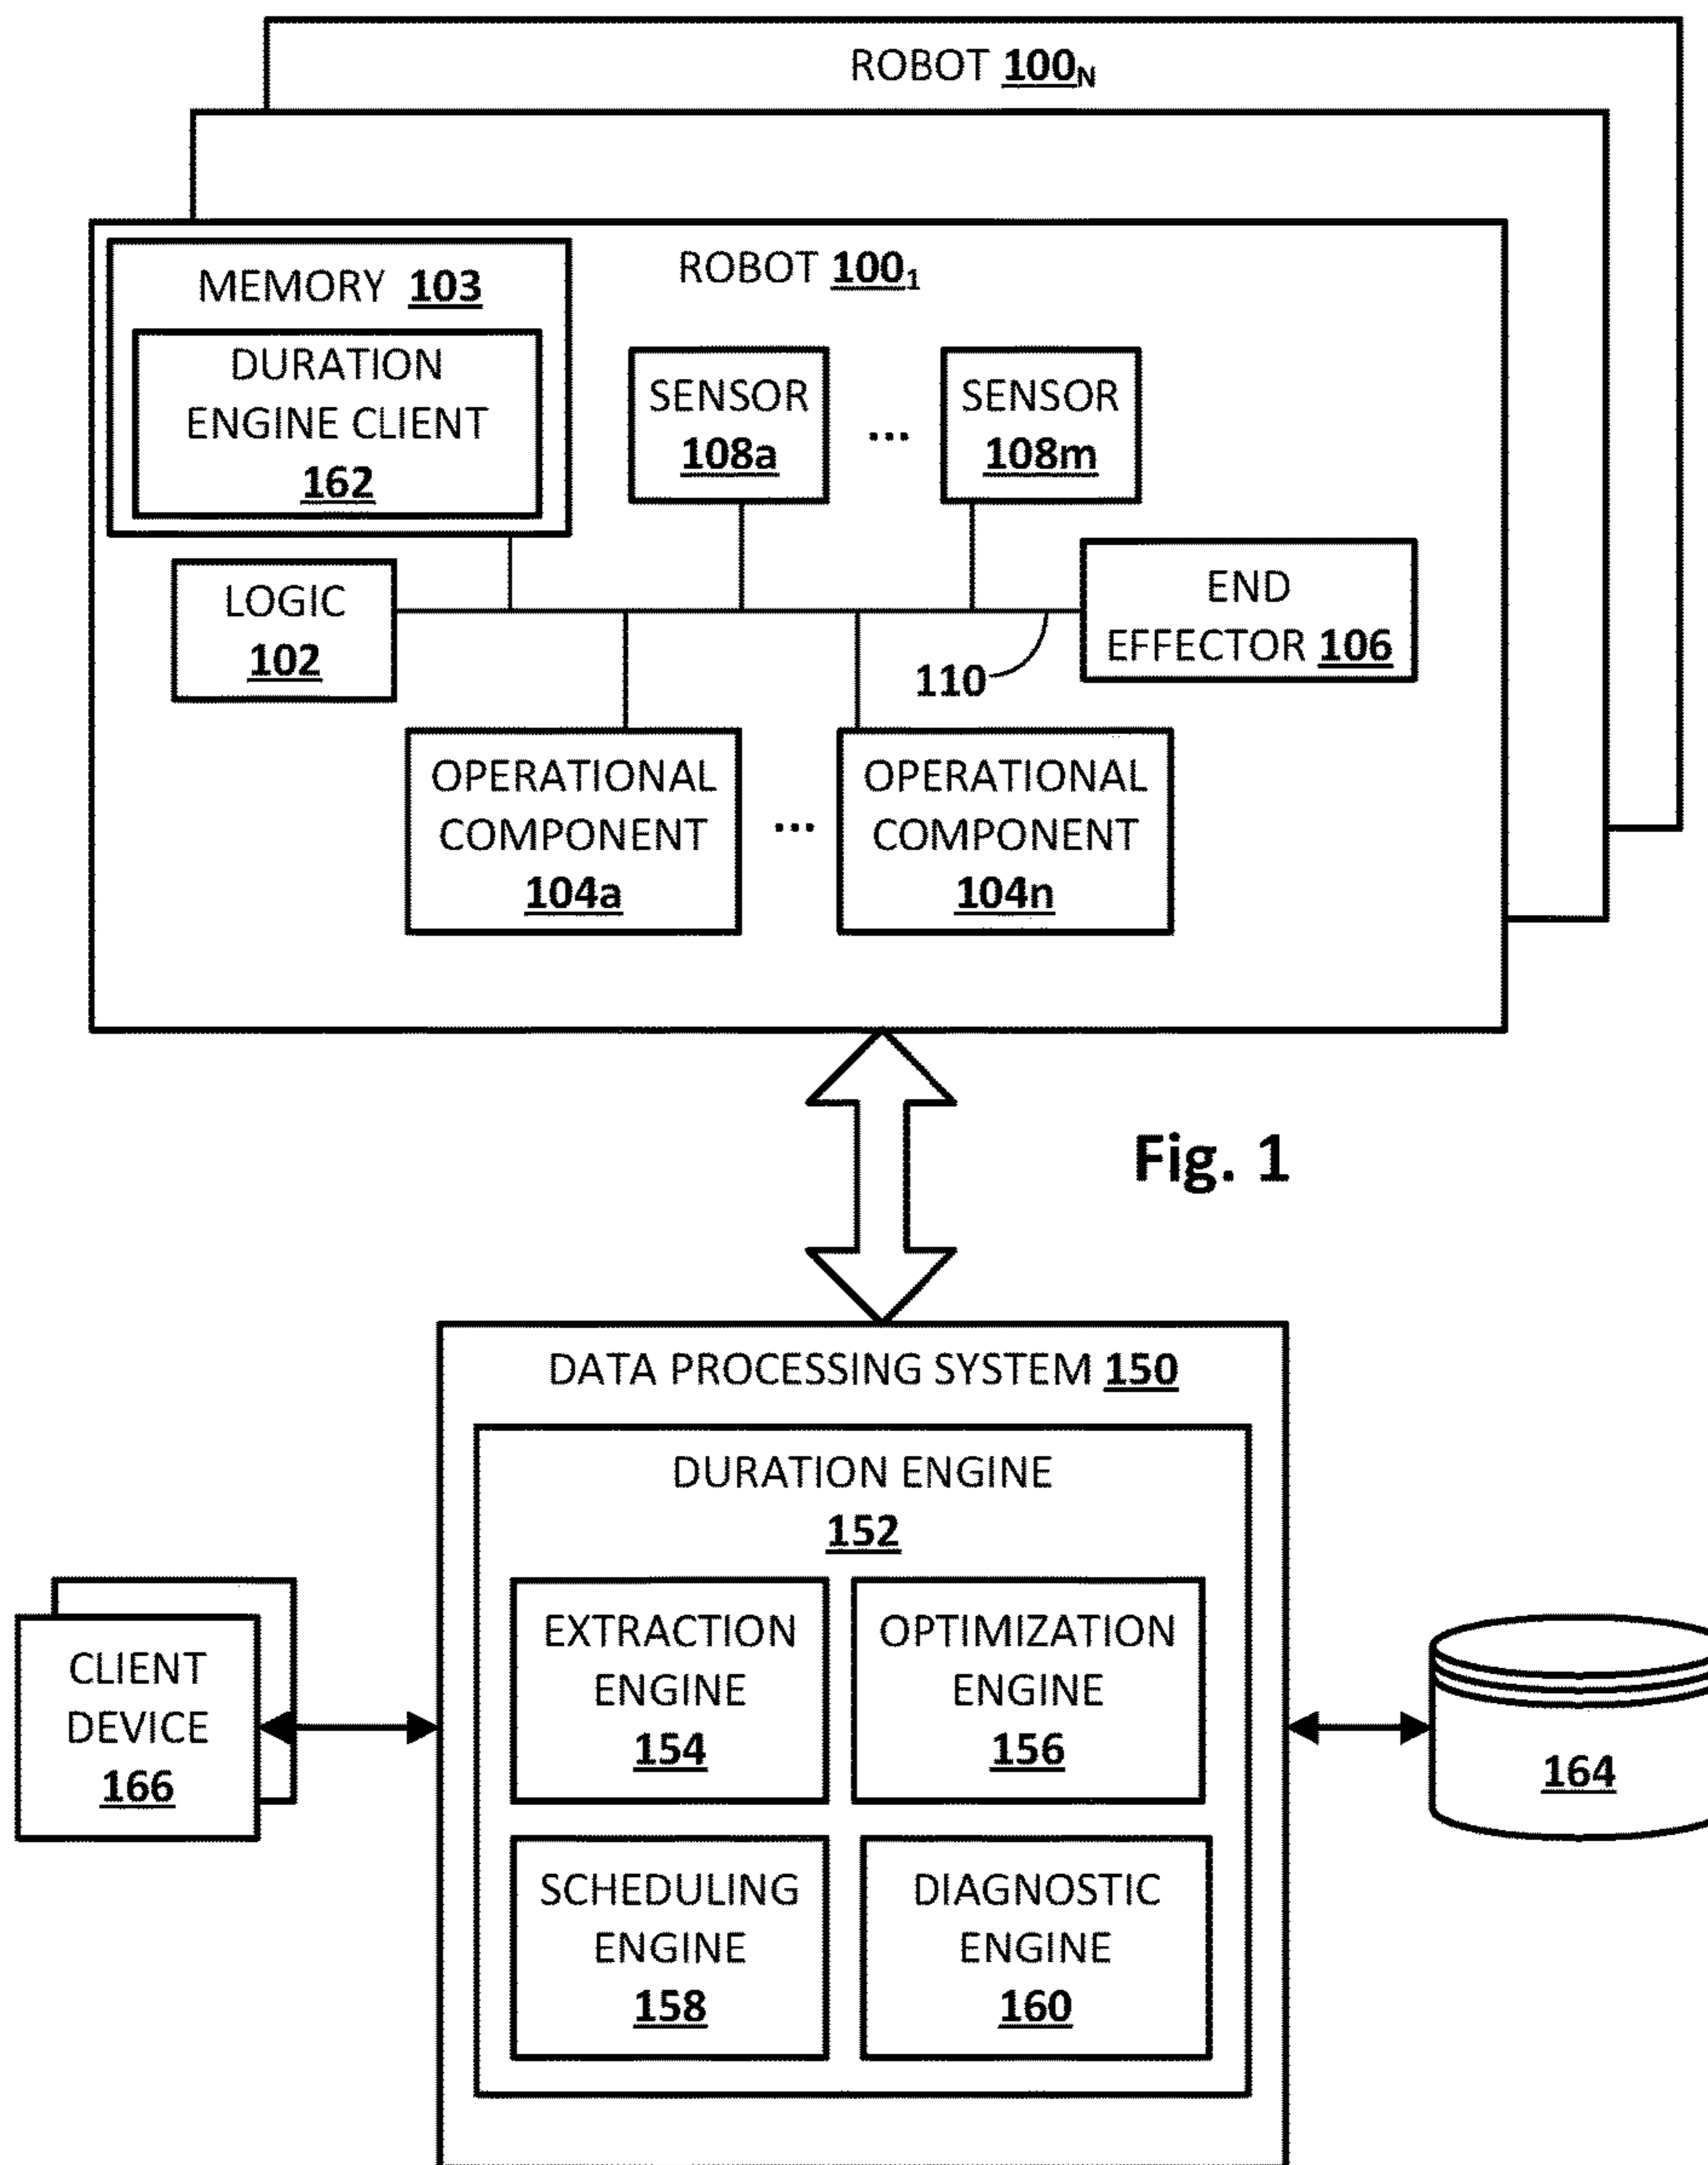 ROBOT 100N
ROBOT 1001
MEMORY 103
DURATION
ENGINE CLIENT
162
SENSOR
108a
...
SENSOR
108m
LOGIC
102
END
EFFECTOR 106
110
OPERATIONAL
COMPONENT
104a
...
OPERATIONAL
COMPONENT
104n
Fig. 1
DATA PROCESSING SYSTEM 150
DURATION ENGINE
152
EXTRACTION
ENGINE
154
OPTIMIZATION
ENGINE
156
CLIENT
DEVICE
166
164
SCHEDULING
ENGINE
158
DIAGNOSTIC
ENGINE
160